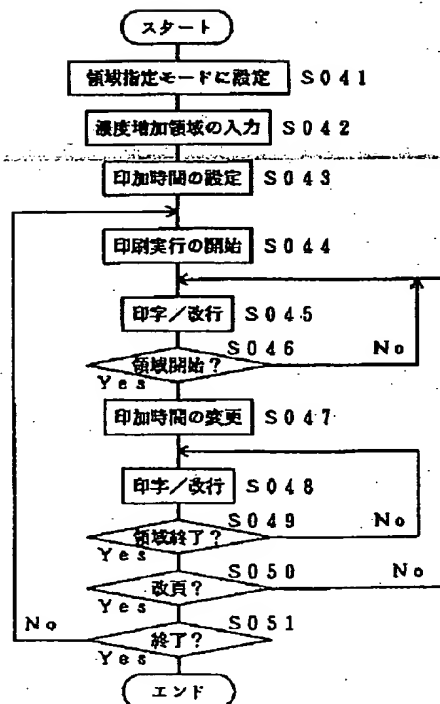 スタート
領域指定モードに設定 S041
濃度増加領域の入力 S042
印加時間の設定 S043
印刷実行の開始 S044
印字／改行 S045
S046
領域開始？ No
Yes
印加時間の変更 S047
印字／改行 S048
S049
領域終了？ No
Yes
S050
改頁？ No
Yes
S051
No 終了？
Yes
エンド